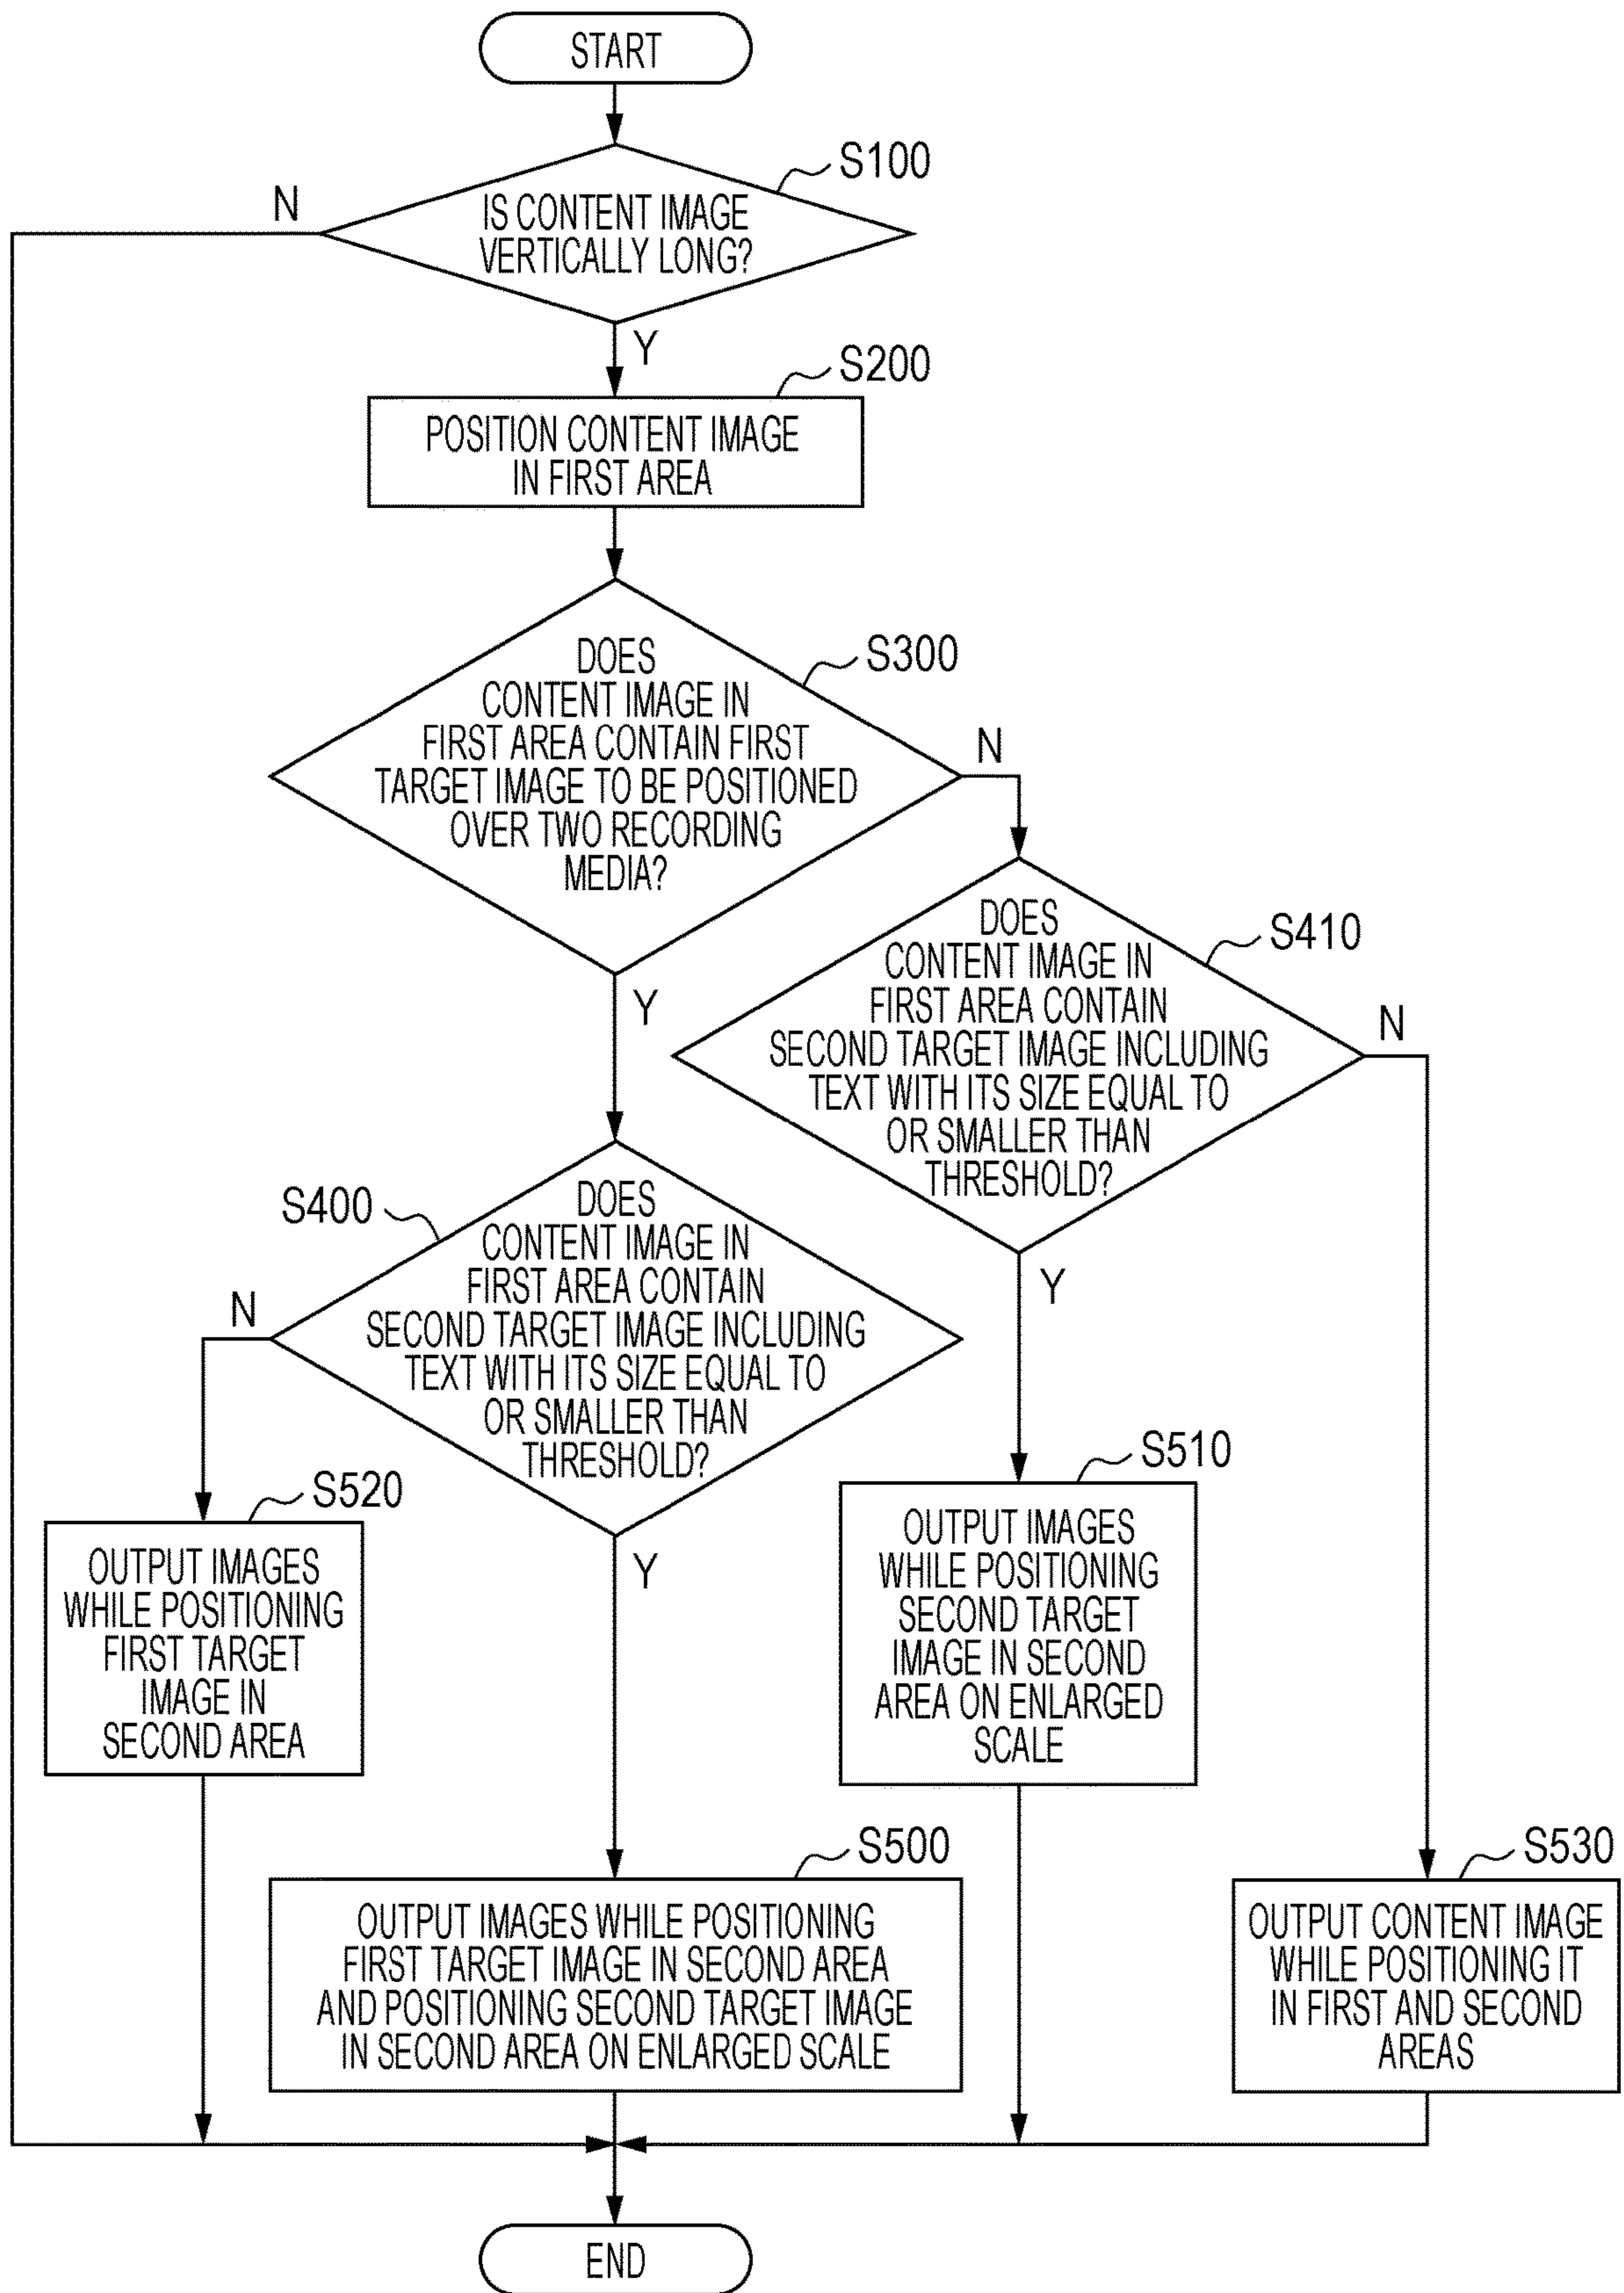 START
S100
N
IS CONTENT IMAGE
VERTICALLY LONG?
Y
S200
POSITION CONTENT IMAGE
IN FIRST AREA
S300
DOES
CONTENT IMAGE IN
FIRST AREA CONTAIN FIRST
TARGET IMAGE TO BE POSITIONED
OVER TWO RECORDING
MEDIA?
N
Y
S410
DOES
CONTENT IMAGE IN
FIRST AREA CONTAIN
SECOND TARGET IMAGE INCLUDING
TEXT WITH ITS SIZE EQUAL TO
OR SMALLER THAN
THRESHOLD?
N
Y
S400
DOES
CONTENT IMAGE IN
FIRST AREA CONTAIN
SECOND TARGET IMAGE INCLUDING
TEXT WITH ITS SIZE EQUAL TO
OR SMALLER THAN
THRESHOLD?
N
Y
S520
OUTPUT IMAGES
WHILE POSITIONING
FIRST TARGET
IMAGE IN
SECOND AREA
S510
OUTPUT IMAGES
WHILE POSITIONING
SECOND TARGET
IMAGE IN SECOND
AREA ON ENLARGED
SCALE
S500
OUTPUT IMAGES WHILE POSITIONING
FIRST TARGET IMAGE IN SECOND AREA
AND POSITIONING SECOND TARGET IMAGE
IN SECOND AREA ON ENLARGED SCALE
S530
OUTPUT CONTENT IMAGE
WHILE POSITIONING IT
IN FIRST AND SECOND
AREAS
END